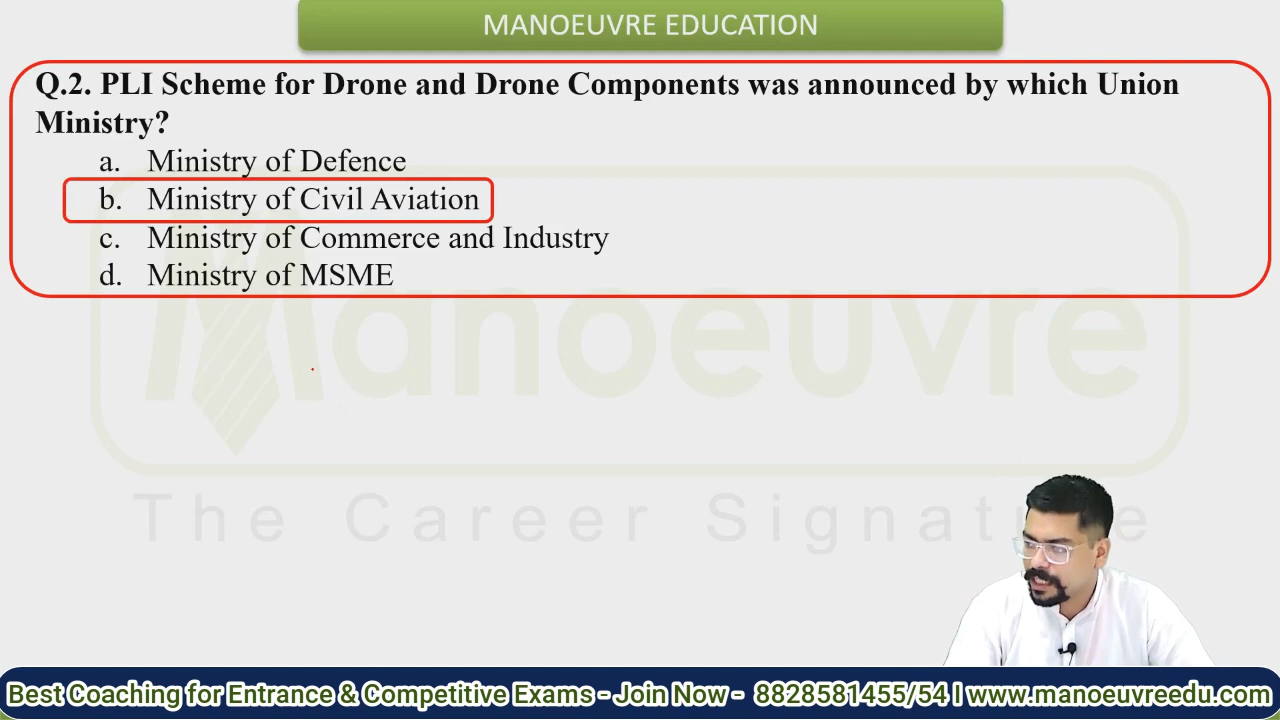 MANOEUVRE EDUCATION
Q.2. PLI Scheme for Drone and Drone Components was announced by which Union
Ministry?
a. Ministry of Defence
b. Ministry of Civil Aviation
c. Ministry of Commerce and Industry
d. Ministry of MSME
Manoeuvre
The Career Signature
Best Coaching for Entrance & Competitive Exams - Join Now - 8828581455/54 I www.manoeuvreedu.com